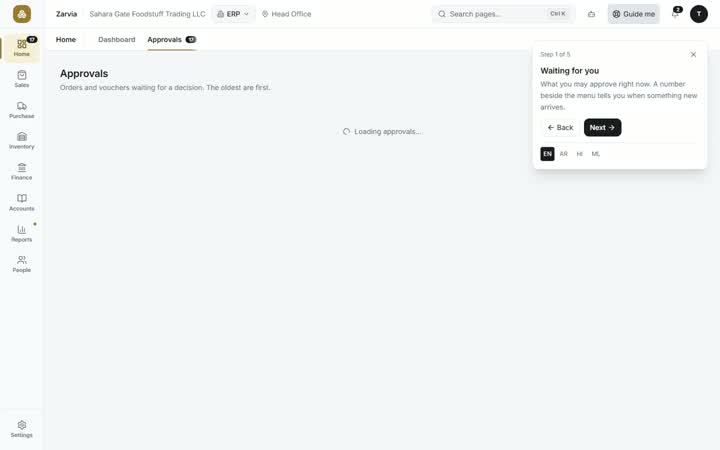 Zarvia
Sahara Gate Foodstuff Trading LLC
ERP
Head Office
Search pages...
Ctrl K
Guide me
2
T
17
Home
Sales
Purchase
Inventory
Finance
Accounts
Reports
People
Settings
Home
Dashboard
Approvals 17
Approvals
Orders and vouchers waiting for a decision. The oldest are first.
Loading approvals...
Step 1 of 5
Waiting for you
What you may approve right now. A number
beside the menu tells you when something new
arrives.
Back
Next
EN AR HI ML